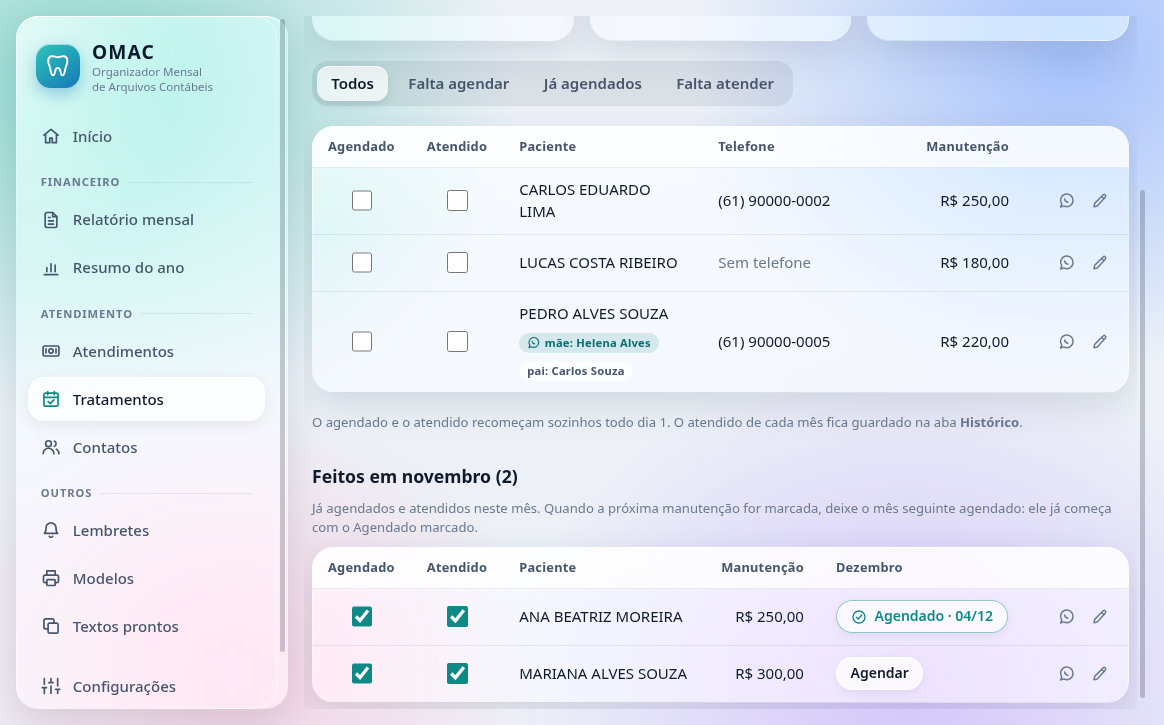 OMAC
Organizador Mensal
de Arquivos Contábeis
Início
FINANCEIRO
Relatório mensal
Resumo do ano
ATENDIMENTO
Atendimentos
Tratamentos
Contatos
OUTROS
Lembretes
Modelos
Textos prontos
Configurações
Todos Falta agendar Já agendados Falta atender
Agendado Atendido Paciente Telefone Manutenção
CARLOS EDUARDO
LIMA
(61) 90000-0002 R$ 250,00
LUCAS COSTA RIBEIRO Sem telefone R$ 180,00
PEDRO ALVES SOUZA
mãe: Helena Alves
pai: Carlos Souza
(61) 90000-0005 R$ 220,00
O agendado e o atendido recomeçam sozinhos todo dia 1. O atendido de cada mês fica guardado na aba Histórico.
Feitos em novembro (2)
Já agendados e atendidos neste mês. Quando a próxima manutenção for marcada, deixe o mês seguinte agendado: ele já começa
com o Agendado marcado.
Agendado Atendido Paciente Manutenção Dezembro
ANA BEATRIZ MOREIRA R$ 250,00 Agendado · 04/12
MARIANA ALVES SOUZA R$ 300,00 Agendar